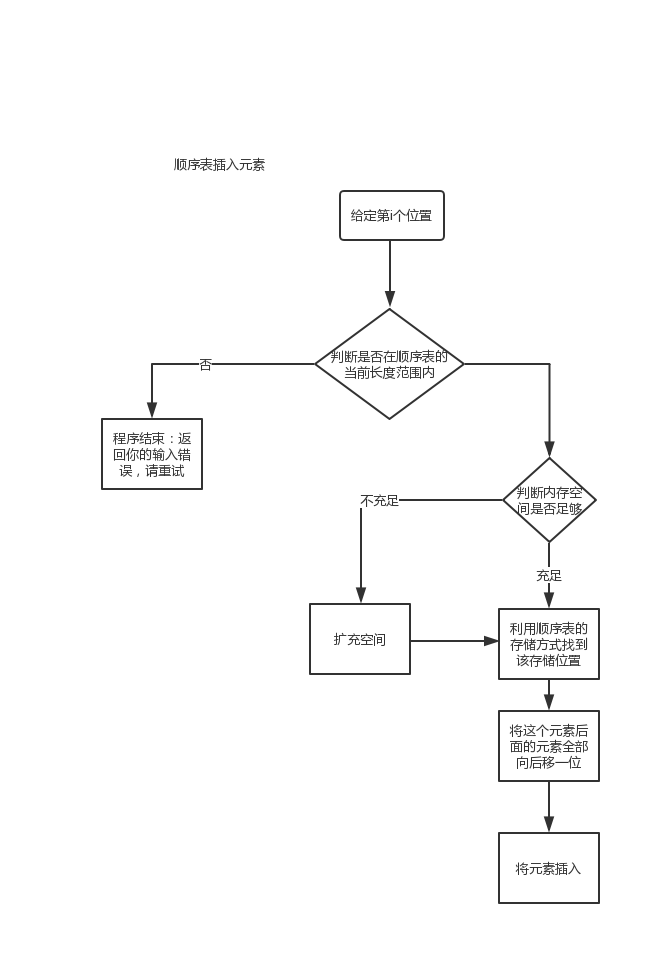 顺序表插入元素
给定第i个位置
判断是否在顺序表的
当前长度范围内
否
程序结束：返
回你的输入错
误，请重试
判断内存空
间是否足够
不充足
充足
扩充空间
利用顺序表的
存储方式找到
该存储位置
将这个元素后
面的元素全部
向后移一位
将元素插入